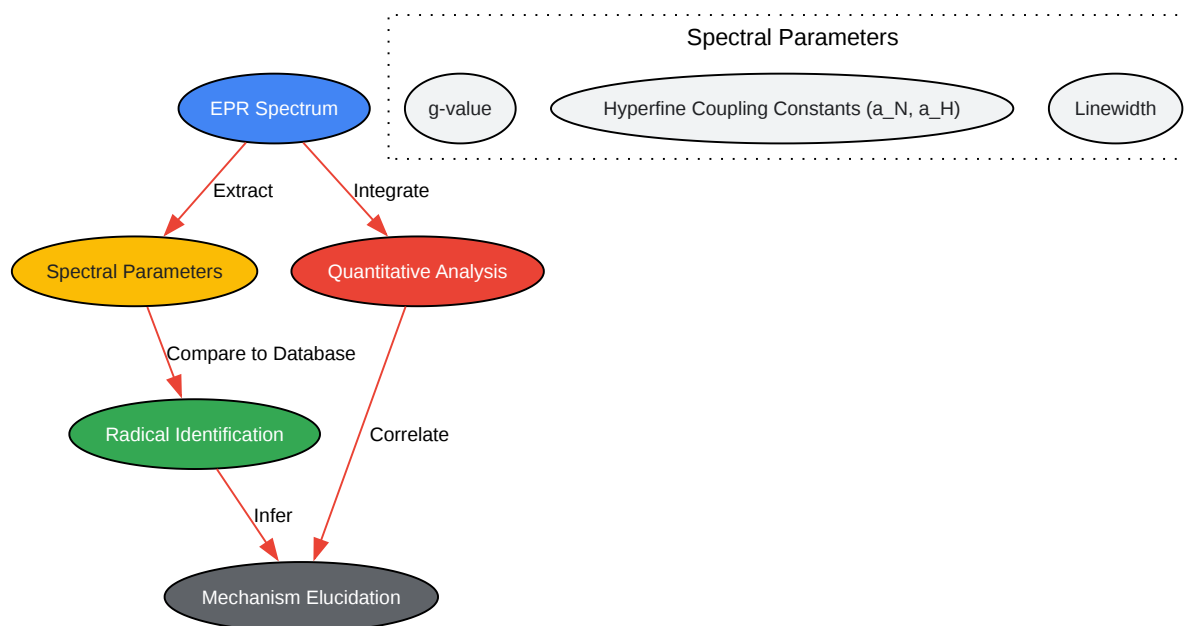 Spectral Parameters
EPR Spectrum
g-value
Hyperfine Coupling Constants (a_N, a_H)
Linewidth
Extract
Integrate
Spectral Parameters
Quantitative Analysis
Compare to Database
Radical Identification
Correlate
Infer
Mechanism Elucidation